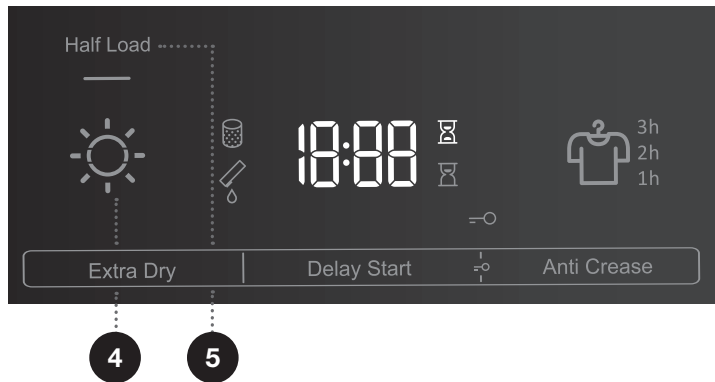 Half Load
18:88
3h
2h
1h
Extra Dry
Delay Start
Anti Crease
4
5